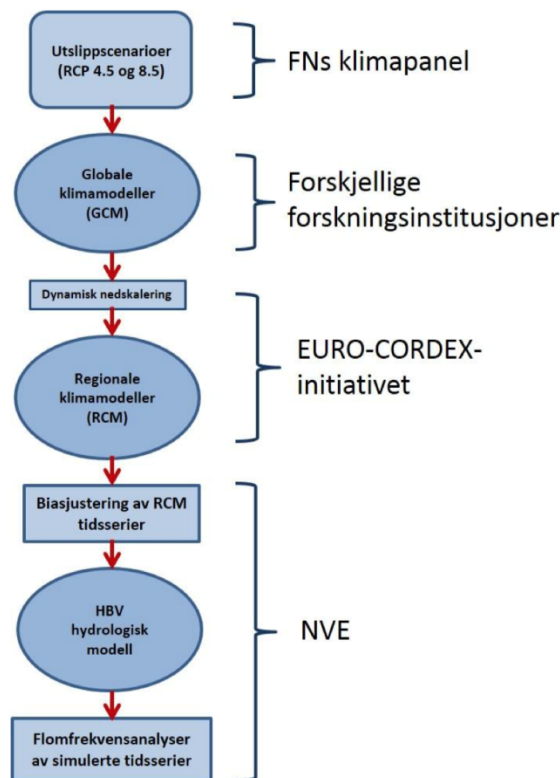 Utslippscenarioer
(RCP 4.5 og 8.5)
FNs klimapanel
Globale
klimamodeller
(GCM)
Forskjellige
forskningsinstitusjoner
Dynamisk nedskalering
Regionale
klimamodeller
(RCM)
EURO-CORDEX-
initiativet
Biasjustering av RCM
tidsserier
HBV
hydrologisk
modell
NVE
Flomfrekvensanalyser
av simulerte tidsserier